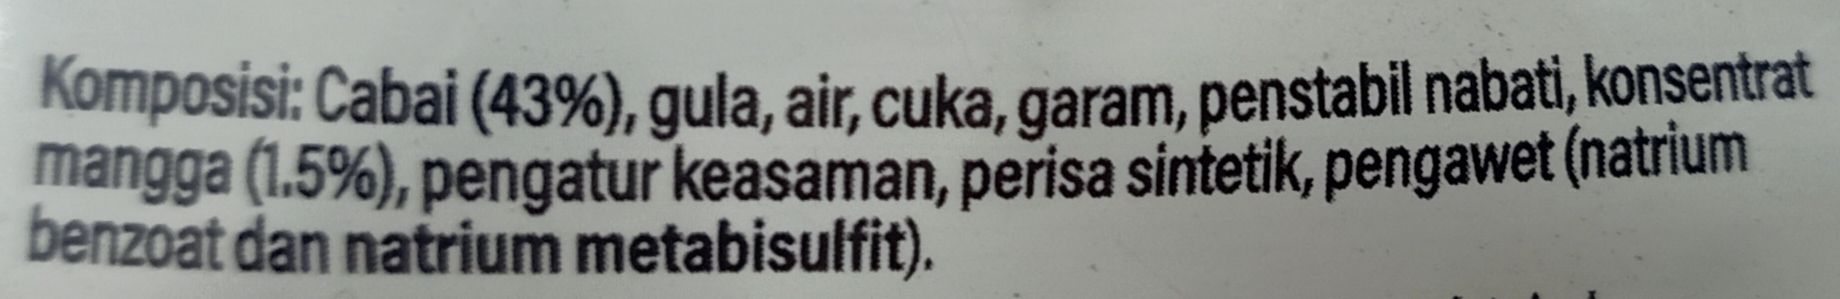 Komposisi: Cabai (43%), gula, air, cuka, garam, penstabil nabati, konsentrat
mangga (1.5%), pengatur keasaman, perisa sintetik, pengawet (natrium
benzoat dan natrium metabisulfit).